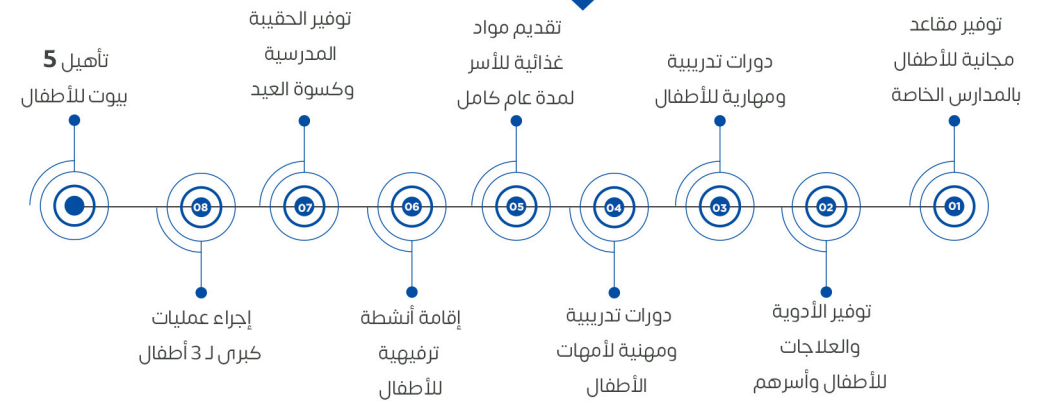 توفير مقاعد
مجانية للأطفال
بالمدارس الخاصة
01
توفير الأدوية
والعلاجات
للأطفال وأسرهم
02
دورات تدريبية
ومهارية للأطفال
03
دورات تدريبية
ومهنية لأمهات
الأطفال
04
تقديم مواد
غذائية للأسر
لمدة عام كامل
05
إقامة أنشطة
ترفيهية
للأطفال
06
توفير الحقيبة
المدرسية
وكسوة العيد
07
إجراء عمليات
كبرى لـ 3 أطفال
08
تأهيل 5
بيوت للأطفال